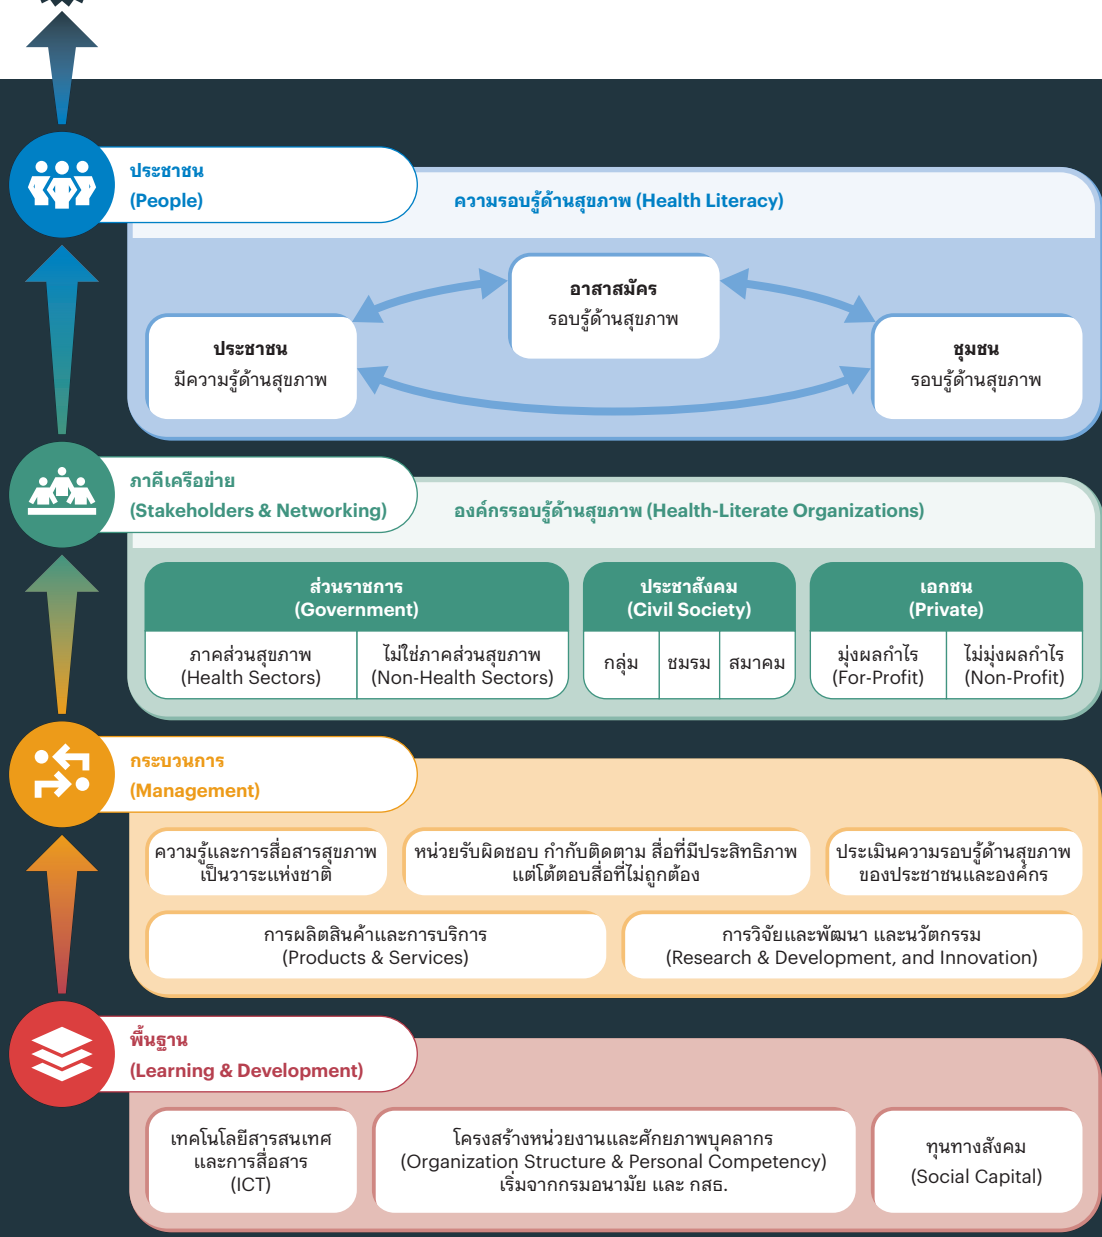 ประชาชน
(People)
ความรอบรู้ด้านสุขภาพ (Health Literacy)
อาสาสมัคร
รอบรู้ด้านสุขภาพ
ประชาชน
มีความรู้ด้านสุขภาพ
ชุมชน
รอบรู้ด้านสุขภาพ
ภาคีเครือข่าย
(Stakeholders & Networking)
องค์กรรอบรู้ด้านสุขภาพ (Health-Literate Organizations)
ส่วนราชการ
(Government)
ภาคส่วนสุขภาพ
(Health Sectors)
ไม่ใช่ภาคส่วนสุขภาพ
(Non-Health Sectors)
ประชาสังคม
(Civil Society)
กลุ่ม
ชมรม
สมาคม
เอกชน
(Private)
มุ่งผลกำไร
(For-Profit)
ไม่มุ่งผลกำไร
(Non-Profit)
กระบวนการ
(Management)
ความรู้และการสื่อสารสุขภาพ
เป็นวาระแห่งชาติ
หน่วยรับผิดชอบ กำกับติดตาม สื่อที่มีประสิทธิภาพ
แต่โต้ตอบสื่อที่ไม่ถูกต้อง
ประเมินความรอบรู้ด้านสุขภาพ
ของประชาชนและองค์กร
การผลิตสินค้าและการบริการ
(Products & Services)
การวิจัยและพัฒนา และนวัตกรรม
(Research & Development, and Innovation)
พื้นฐาน
(Learning & Development)
เทคโนโลยีสารสนเทศ
และการสื่อสาร
(ICT)
โครงสร้างหน่วยงานและศักยภาพบุคลากร
(Organization Structure & Personal Competency)
เริ่มจากกรมอนามัย และ กสธ.
ทุนทางสังคม
(Social Capital)